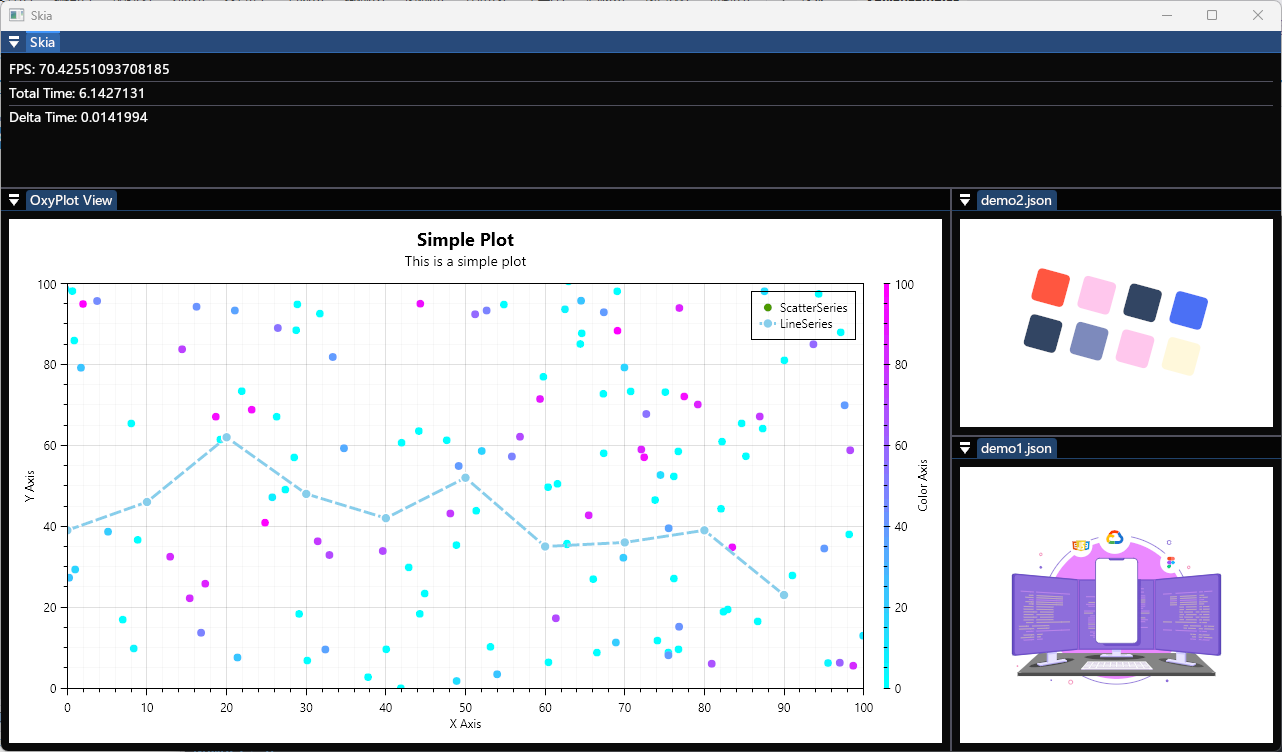 Skia
Skia
FPS: 70.42551093708185
Total Time: 6.1427131
Delta Time: 0.0141994
OxyPlot View
Simple Plot
This is a simple plot
100
80
60
40
20
0
Y Axis
0 10 20 30 40 50 60 70 80 90 100
X Axis
ScatterSeries
LineSeries
100
80
60
40
20
0
Color Axis
demo2.json
demo1.json